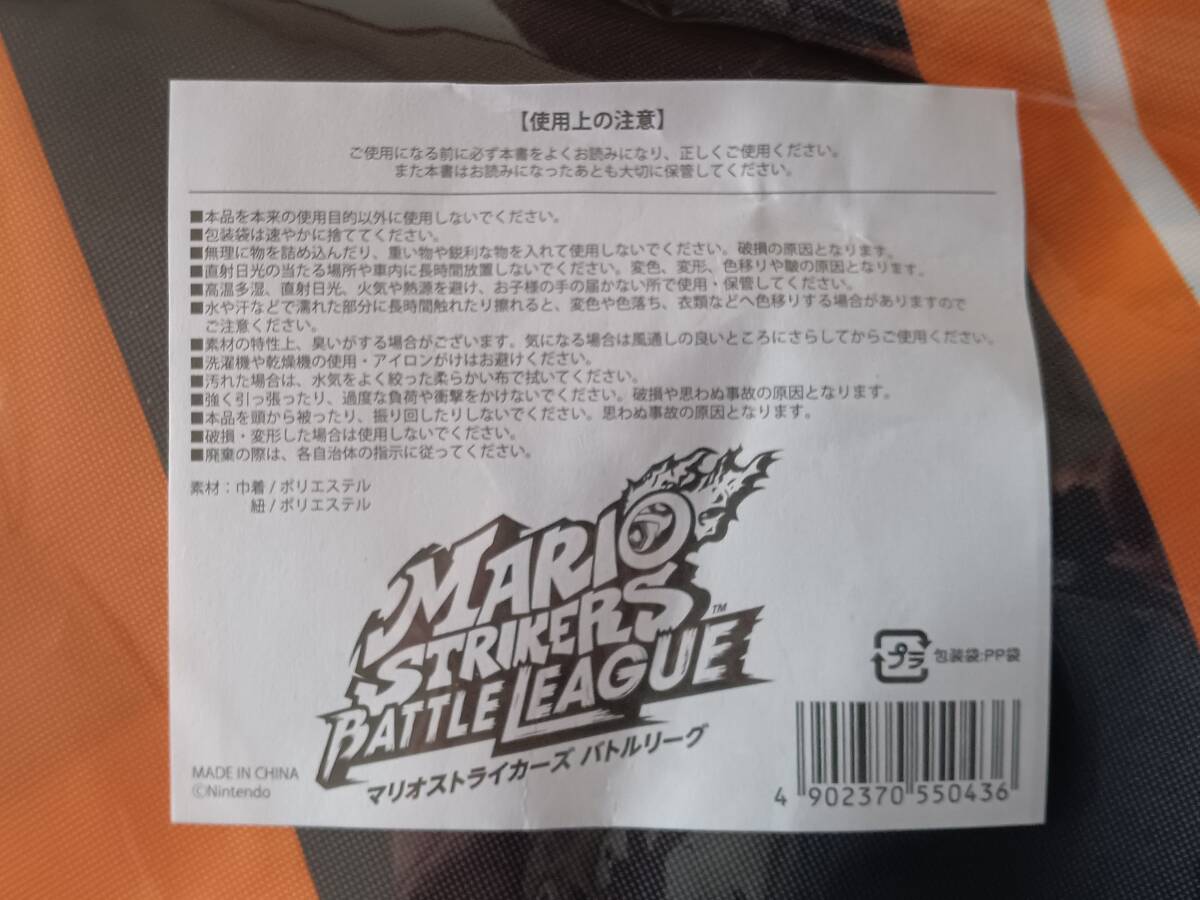 【使用上の注意】
ご使用になる前に必ず本書をよくお読みになり、正しくご使用ください。
また本書はお読みになったあとも大切に保管してください。
■本品を本来の使用目的以外に使用しないでください。
■包装袋は速やかに捨ててください。
■無理に物を詰め込んだり、重い物や鋭利な物を入れて使用しないでください。破損の原因となります。
■直射日光の当たる場所や車内に長時間放置しないでください。変色、変形、色移りや皺の原因となります。
■高温多湿、直射日光、火気や熱源を避け、お子様の手の届かない所で使用・保管してください。
■水や汗などで濡れた部分に長時間触れたり擦れると、変色や色落ち、衣類などへ色移りする場合がありますので
ご注意ください。
■素材の特性上、臭いがする場合がございます。気になる場合は風通しの良いところにさらしてからご使用ください。
■洗濯機や乾燥機の使用・アイロンがけはお避けください。
■汚れた場合は、水気をよく絞った柔らかい布で拭いてください。
■強く引っ張ったり、過度な負荷や衝撃をかけないでください。破損や思わぬ事故の原因となります。
■本品を頭から被ったり、振り回したりしないでください。思わぬ事故の原因となります。
■破損・変形した場合は使用しないでください。
■廃棄の際は、各自治体の指示に従ってください。
素材：巾着/ポリエステル
紐/ポリエステル
MARIO
STRIKERS
BATTLE LEAGUE™
マリオストライカーズ バトルリーグ
プラ 包装袋:PP袋
MADE IN CHINA
©Nintendo
4 902370 550436